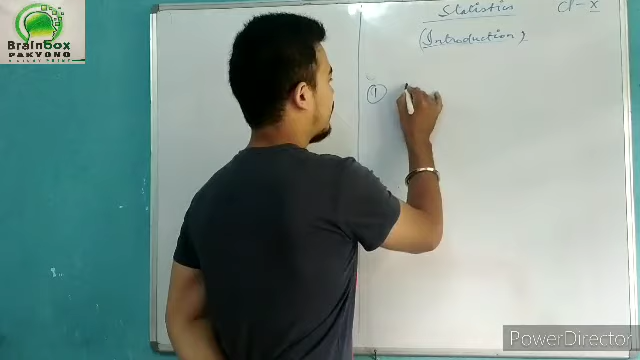 Brainbox
PAKYONG
Statistics
Cl - X
(Introduction)
1
PowerDirector